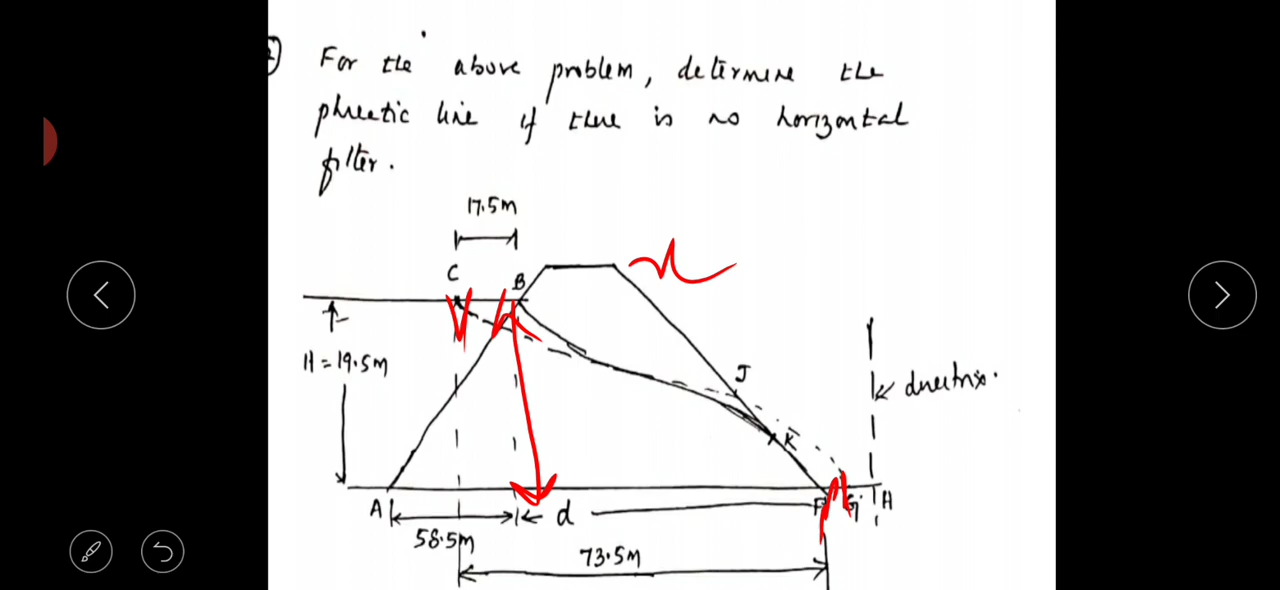 2) For the above problem, determine the
phreatic line if there is no horizontal
filter.
17.5m
C
B
H = 19.5m
J
directrix.
K
A
F
G
H
d
58.5m
73.5m